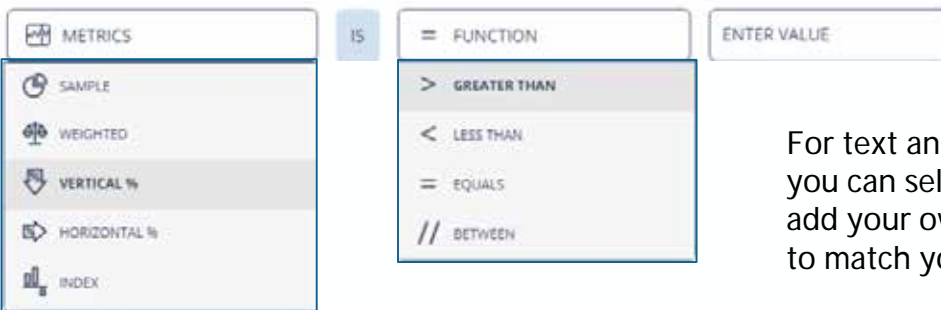 METRICS IS = FUNCTION ENTER VALUE
SAMPLE
WEIGHTED
VERTICAL %
HORIZONTAL %
INDEX
> GREATER THAN
< LESS THAN
= EQUALS
// BETWEEN
For text an
you can sel
add your ow
to match yo